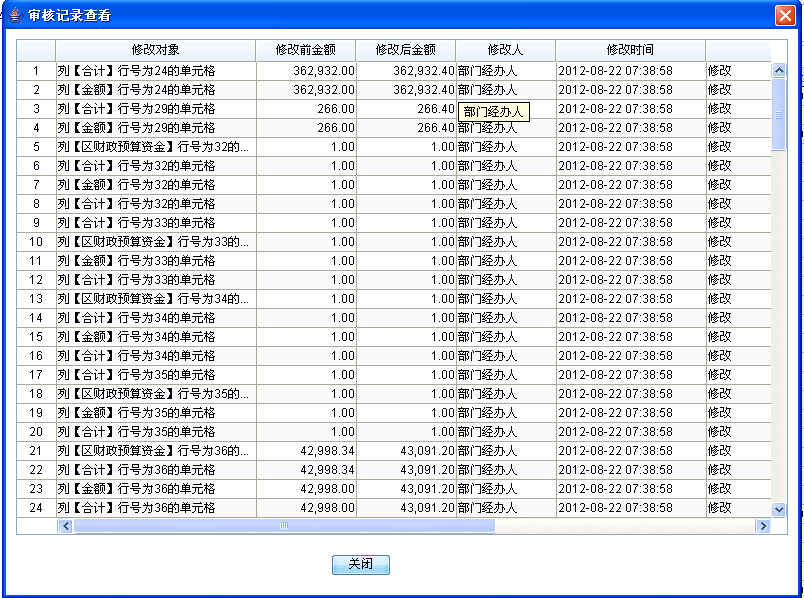 审核记录查看
修改对象 修改前金额 修改后金额 修改人 修改时间
1 列【合计】行号为24的单元格 362,932.00 362,932.40 部门经办人 2012-08-22 07:38:58 修改
2 列【金额】行号为24的单元格 362,932.00 362,932.40 部门经办人 2012-08-22 07:38:58 修改
3 列【合计】行号为29的单元格 266.00 266.40 部门经办人 2012-08-22 07:38:58 修改
4 列【金额】行号为29的单元格 266.00 266.40 部门经办人 2012-08-22 07:38:58 修改
5 列【区财政预算资金】行号为32的... 1.00 1.00 部门经办人 2012-08-22 07:38:58 修改
6 列【合计】行号为32的单元格 1.00 1.00 部门经办人 2012-08-22 07:38:58 修改
7 列【金额】行号为32的单元格 1.00 1.00 部门经办人 2012-08-22 07:38:58 修改
8 列【合计】行号为32的单元格 1.00 1.00 部门经办人 2012-08-22 07:38:58 修改
9 列【合计】行号为33的单元格 1.00 1.00 部门经办人 2012-08-22 07:38:58 修改
10 列【区财政预算资金】行号为33的... 1.00 1.00 部门经办人 2012-08-22 07:38:58 修改
11 列【金额】行号为33的单元格 1.00 1.00 部门经办人 2012-08-22 07:38:58 修改
12 列【合计】行号为33的单元格 1.00 1.00 部门经办人 2012-08-22 07:38:58 修改
13 列【区财政预算资金】行号为34的... 1.00 1.00 部门经办人 2012-08-22 07:38:58 修改
14 列【合计】行号为34的单元格 1.00 1.00 部门经办人 2012-08-22 07:38:58 修改
15 列【金额】行号为34的单元格 1.00 1.00 部门经办人 2012-08-22 07:38:58 修改
16 列【合计】行号为34的单元格 1.00 1.00 部门经办人 2012-08-22 07:38:58 修改
17 列【合计】行号为35的单元格 1.00 1.00 部门经办人 2012-08-22 07:38:58 修改
18 列【区财政预算资金】行号为35的... 1.00 1.00 部门经办人 2012-08-22 07:38:58 修改
19 列【金额】行号为35的单元格 1.00 1.00 部门经办人 2012-08-22 07:38:58 修改
20 列【合计】行号为35的单元格 1.00 1.00 部门经办人 2012-08-22 07:38:58 修改
21 列【区财政预算资金】行号为36的... 42,998.34 43,091.20 部门经办人 2012-08-22 07:38:58 修改
22 列【合计】行号为36的单元格 42,998.34 43,091.20 部门经办人 2012-08-22 07:38:58 修改
23 列【金额】行号为36的单元格 42,998.00 43,091.20 部门经办人 2012-08-22 07:38:58 修改
24 列【合计】行号为36的单元格 42,998.00 43,091.20 部门经办人 2012-08-22 07:38:58 修改
关闭